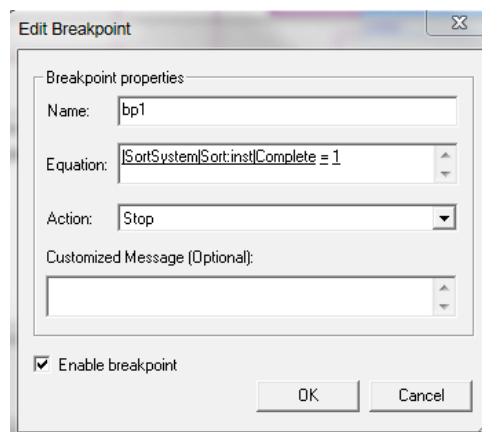 Edit Breakpoint
Breakpoint properties
Name: bp1
Equation: |SortSystem|Sort:inst|Complete = 1
Action: Stop
Customized Message (Optional):
Enable breakpoint
OK Cancel